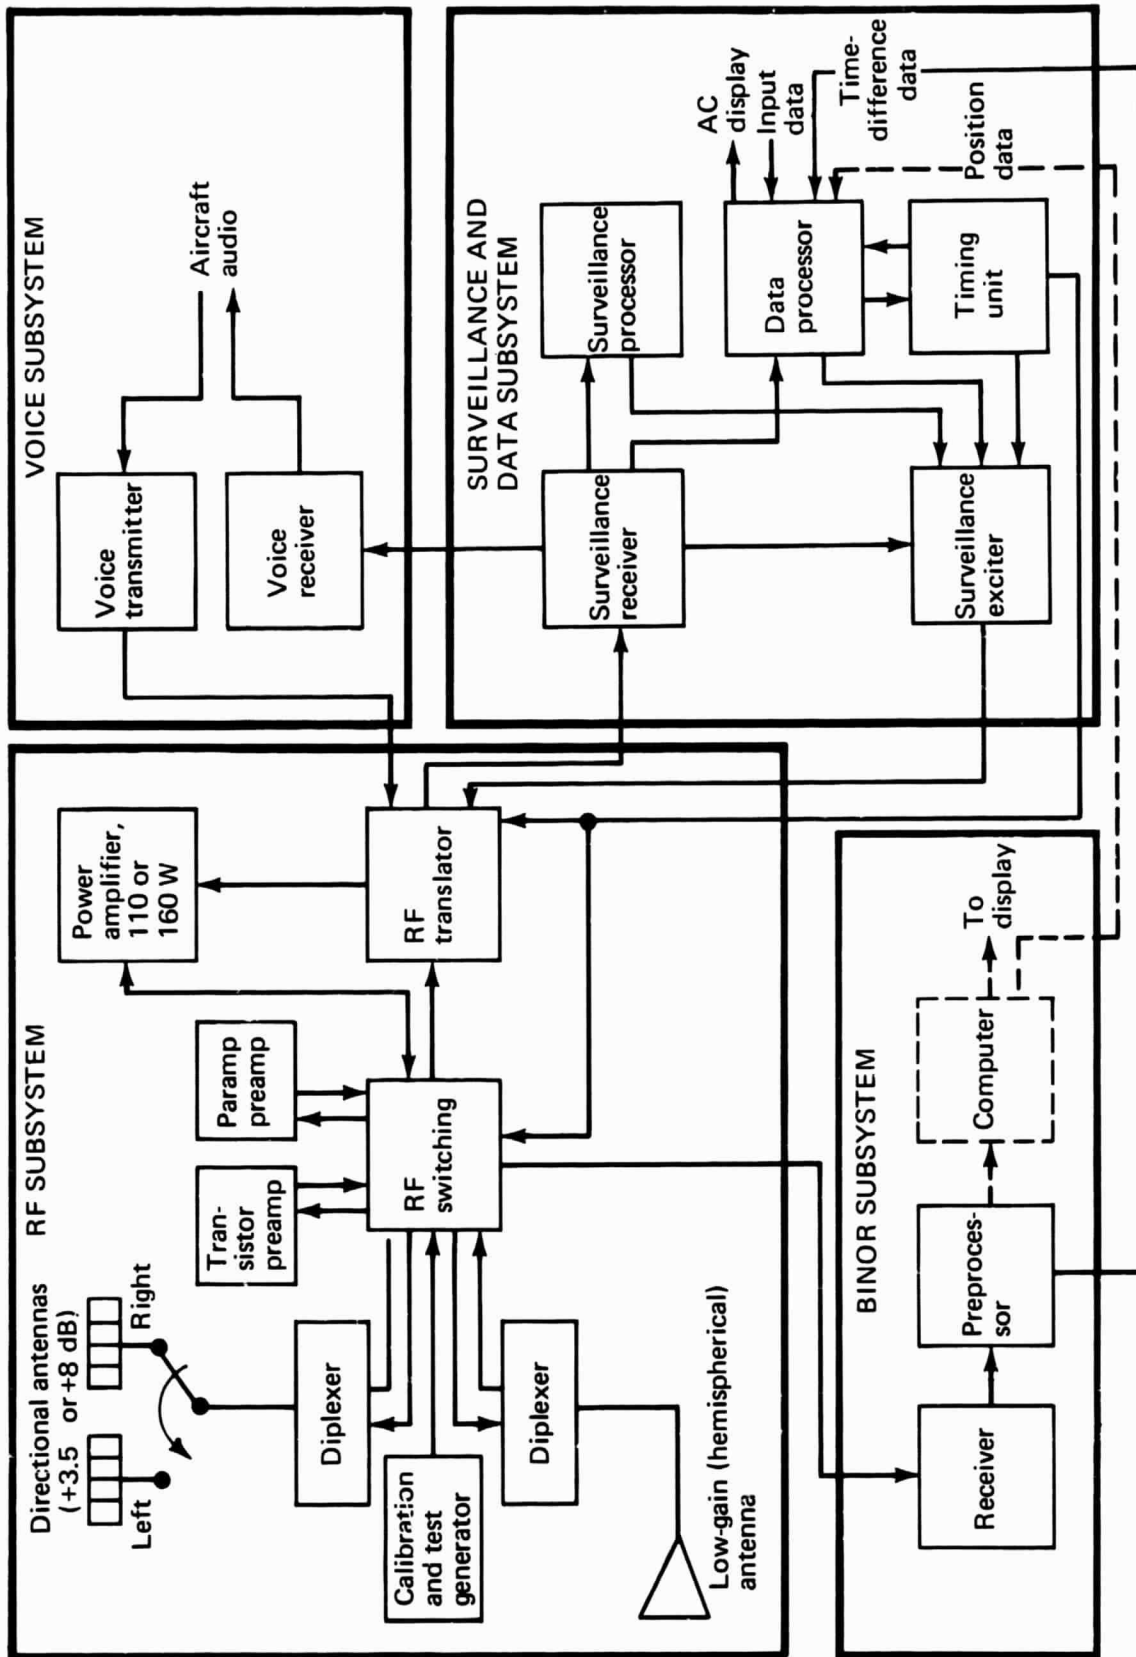 RF SUBSYSTEM
Directional antennas
(+3.5 or +8 dB)
Left
Right
Diplexer
Calibration
and test
generator
Diplexer
Low-gain (hemispherical)
antenna
Tran-
sistor
preamp
Paramp
preamp
RF
switching
Power
amplifier,
110 or
160 W
RF
translator
VOICE SUBSYSTEM
Voice
transmitter
Voice
receiver
Aircraft
audio
SURVEILLANCE AND
DATA SUBSYSTEM
Surveillance
receiver
Surveillance
processor
Surveillance
exciter
Data
processor
Timing
unit
AC
display
Input
data
Time-
difference
data
Position
data
BINOR SUBSYSTEM
Receiver
Preproces-
sor
Computer
To
display